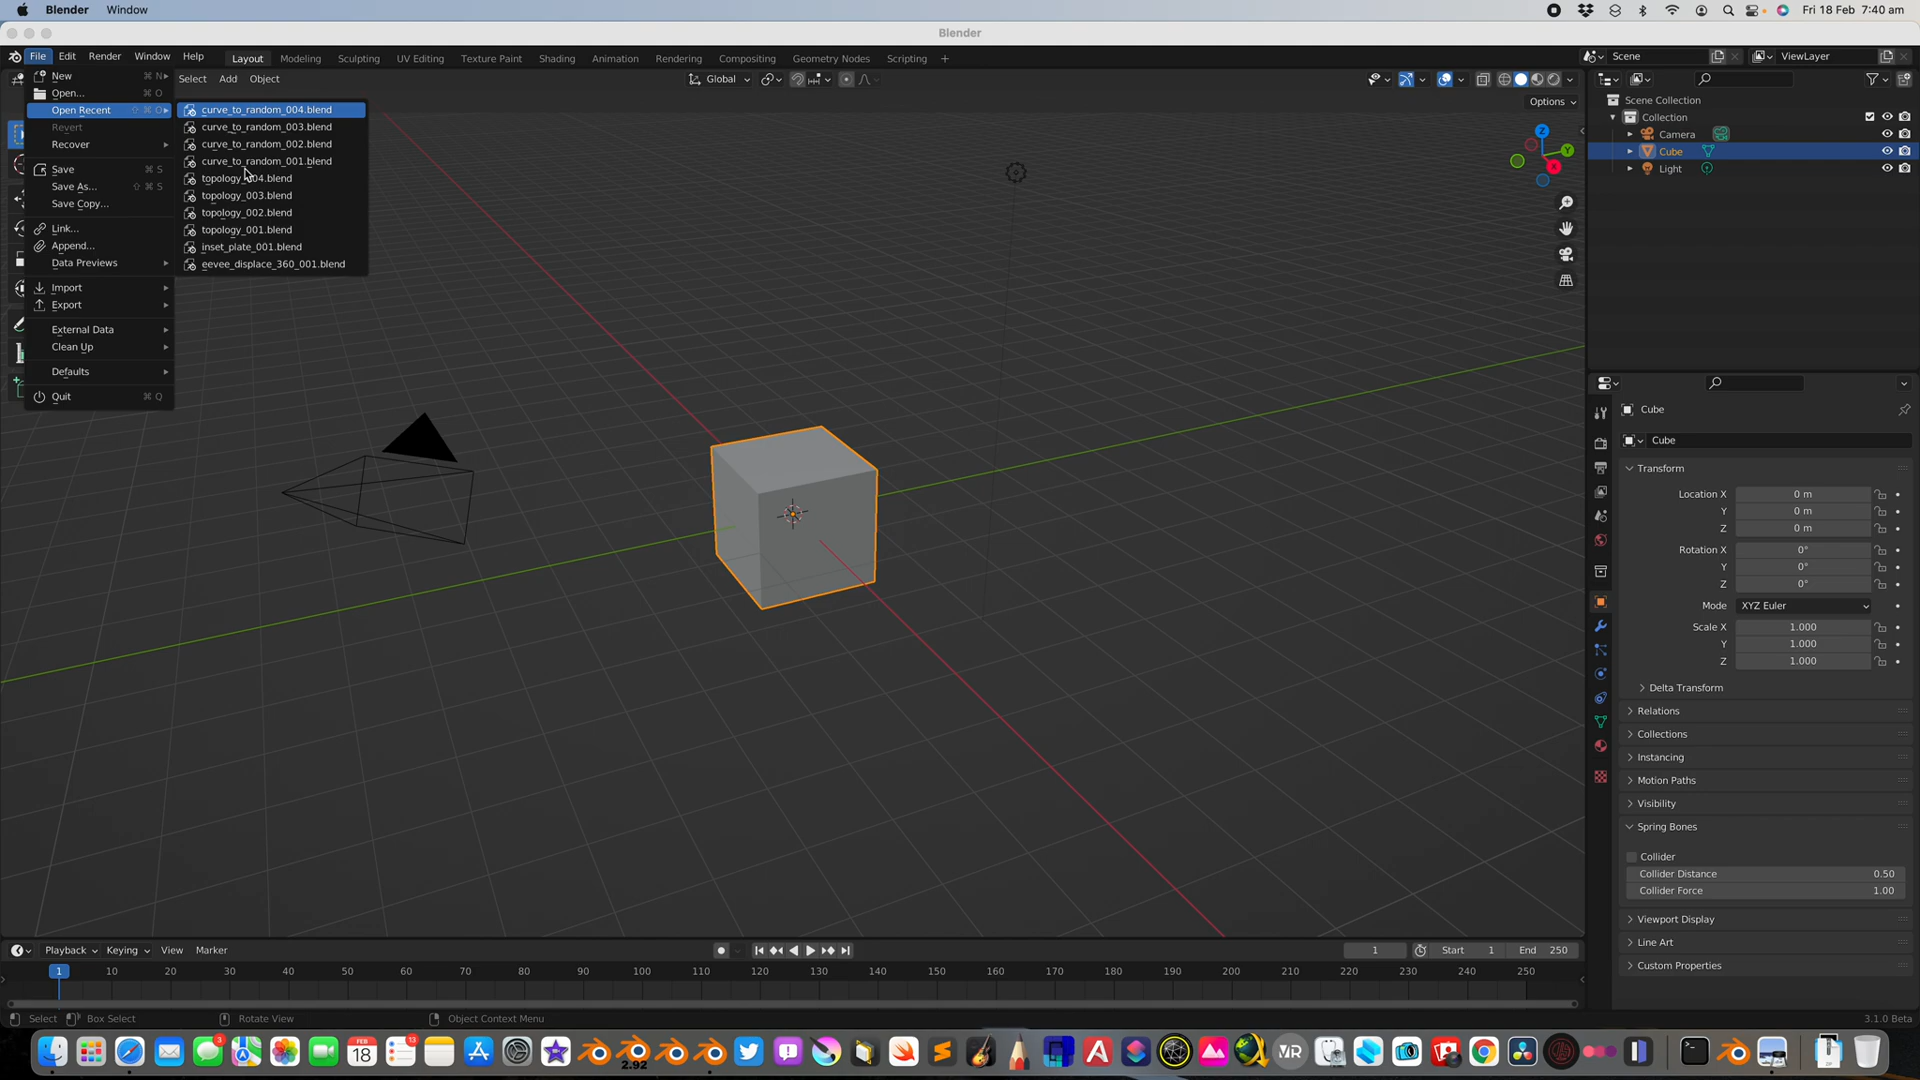 Blender Window Fri 18 Feb 7:40 am
Blender
File Edit Render Window Help Layout Modeling Sculpting UV Editing Texture Paint Shading Animation Rendering Compositing Geometry Nodes Scripting + Scene ViewLayer
New ⌘ N
Select Add Object Global
Open... ⌘ O
Options
Open Recent ⇧ ⌘ O
Revert
Recover
Save ⌘ S
Save As... ⇧ ⌘ S
Save Copy...
Link...
Append...
Data Previews
Import
Export
External Data
Clean Up
Defaults
Quit ⌘ Q
curve_to_random_004.blend
curve_to_random_003.blend
curve_to_random_002.blend
curve_to_random_001.blend
topology_003.blend
topology_002.blend
topology_001.blend
inset_plate_001.blend
eevee_displace_360_001.blend
Z
Y
X
Scene Collection
Collection
Camera
Cube
Light
Cube
Cube
Transform
Location X 0 m
Y 0 m
Z 0 m
Rotation X 0°
Y 0°
Z 0°
Mode XYZ Euler
Scale X 1.000
Y 1.000
Z 1.000
Delta Transform
Relations
Collections
Instancing
Motion Paths
Visibility
Spring Bones
Collider
Collider Distance 0.50
Collider Force 1.00
Viewport Display
Line Art
Custom Properties
Playback Keying View Marker 1 Start 1 End 250
1 10 20 30 40 50 60 70 80 90 100 110 120 130 140 150 160 170 180 190 200 210 220 230 240 250
Select Box Select Rotate View Object Context Menu 3.1.0 Beta
3 FEB 18 13 2.92 VR